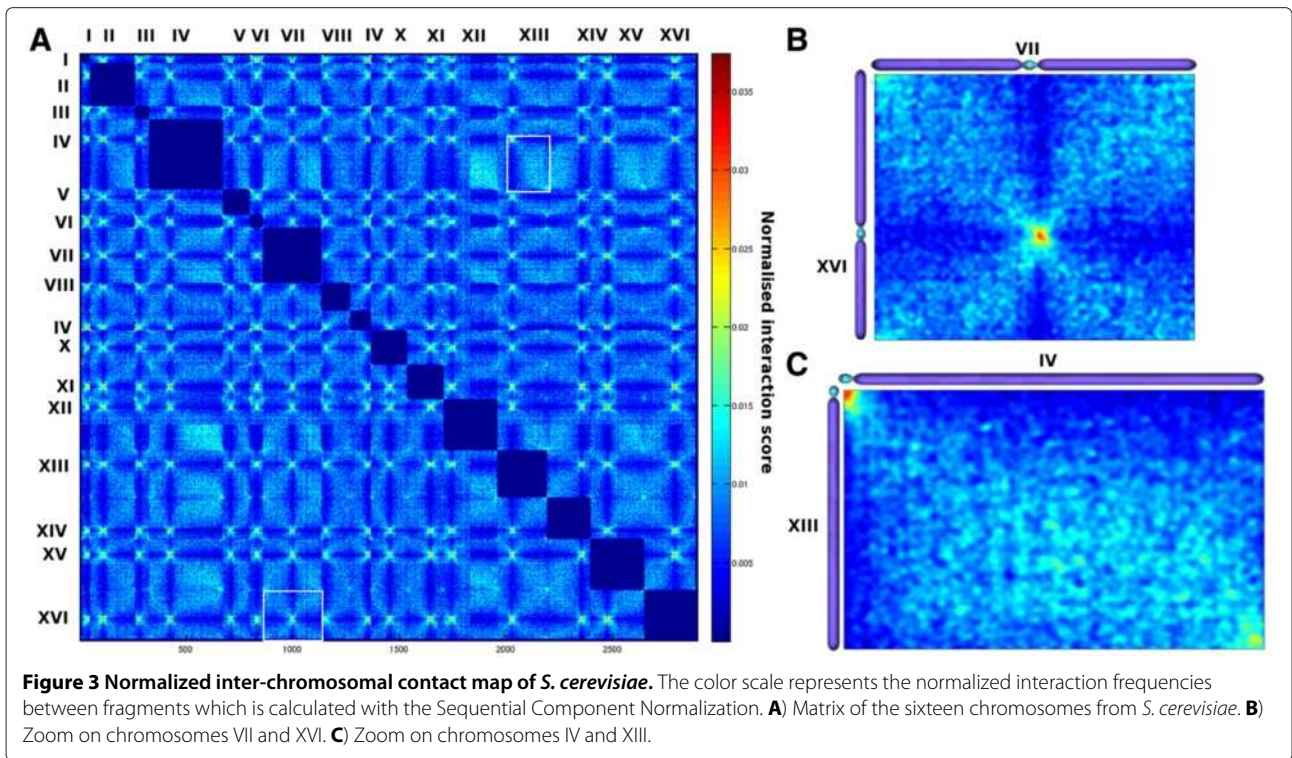 A
I II III IV V VI VII VIII IV X XI XII XIII XIV XV XVI
I
II
III
IV
V
VI
VII
VIII
IV
X
XI
XII
XIII
XIV
XV
XVI
500 1000 1500 2000 2500
0.035
0.03
0.025
0.02
0.015
0.01
0.005
Normalised interaction score
B
VII
XVI
C
IV
XIII
Figure 3 Normalized inter-chromosomal contact map of S. cerevisiae. The color scale represents the normalized interaction frequencies
between fragments which is calculated with the Sequential Component Normalization. A) Matrix of the sixteen chromosomes from S. cerevisiae. B)
Zoom on chromosomes VII and XVI. C) Zoom on chromosomes IV and XIII.